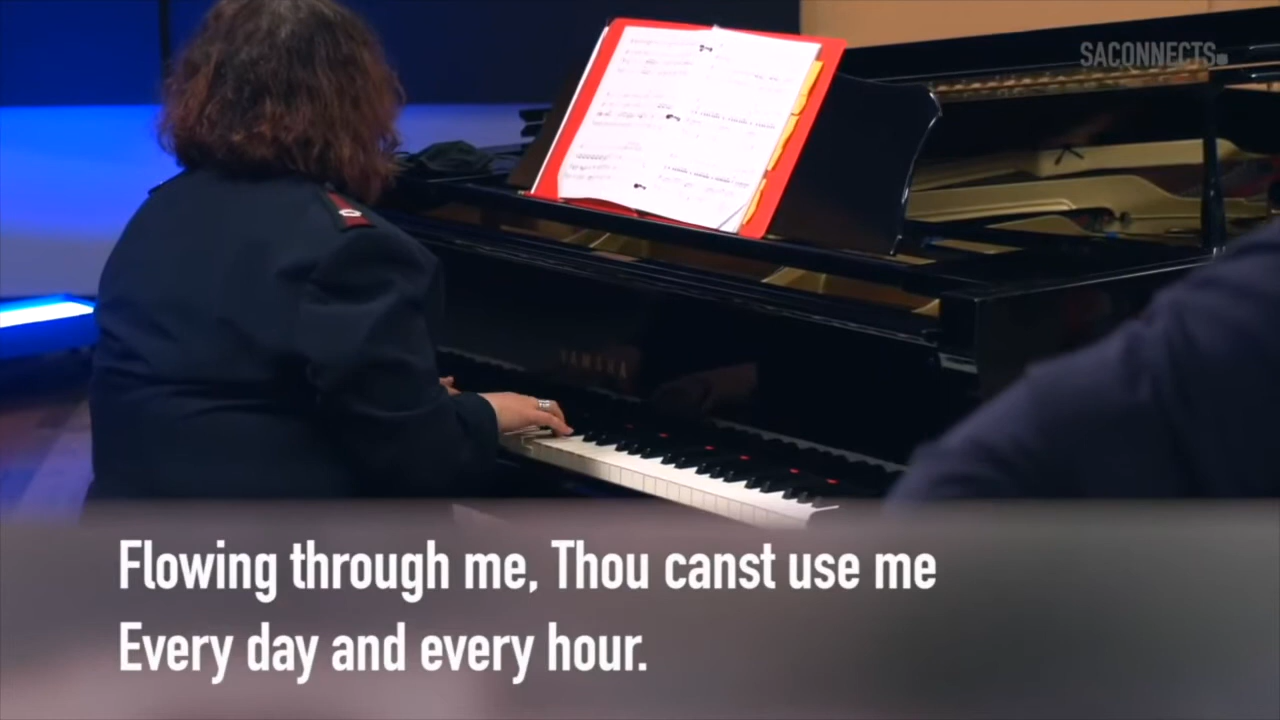 SACONNECTS
YAMAHA
Flowing through me, Thou canst use me
Every day and every hour.